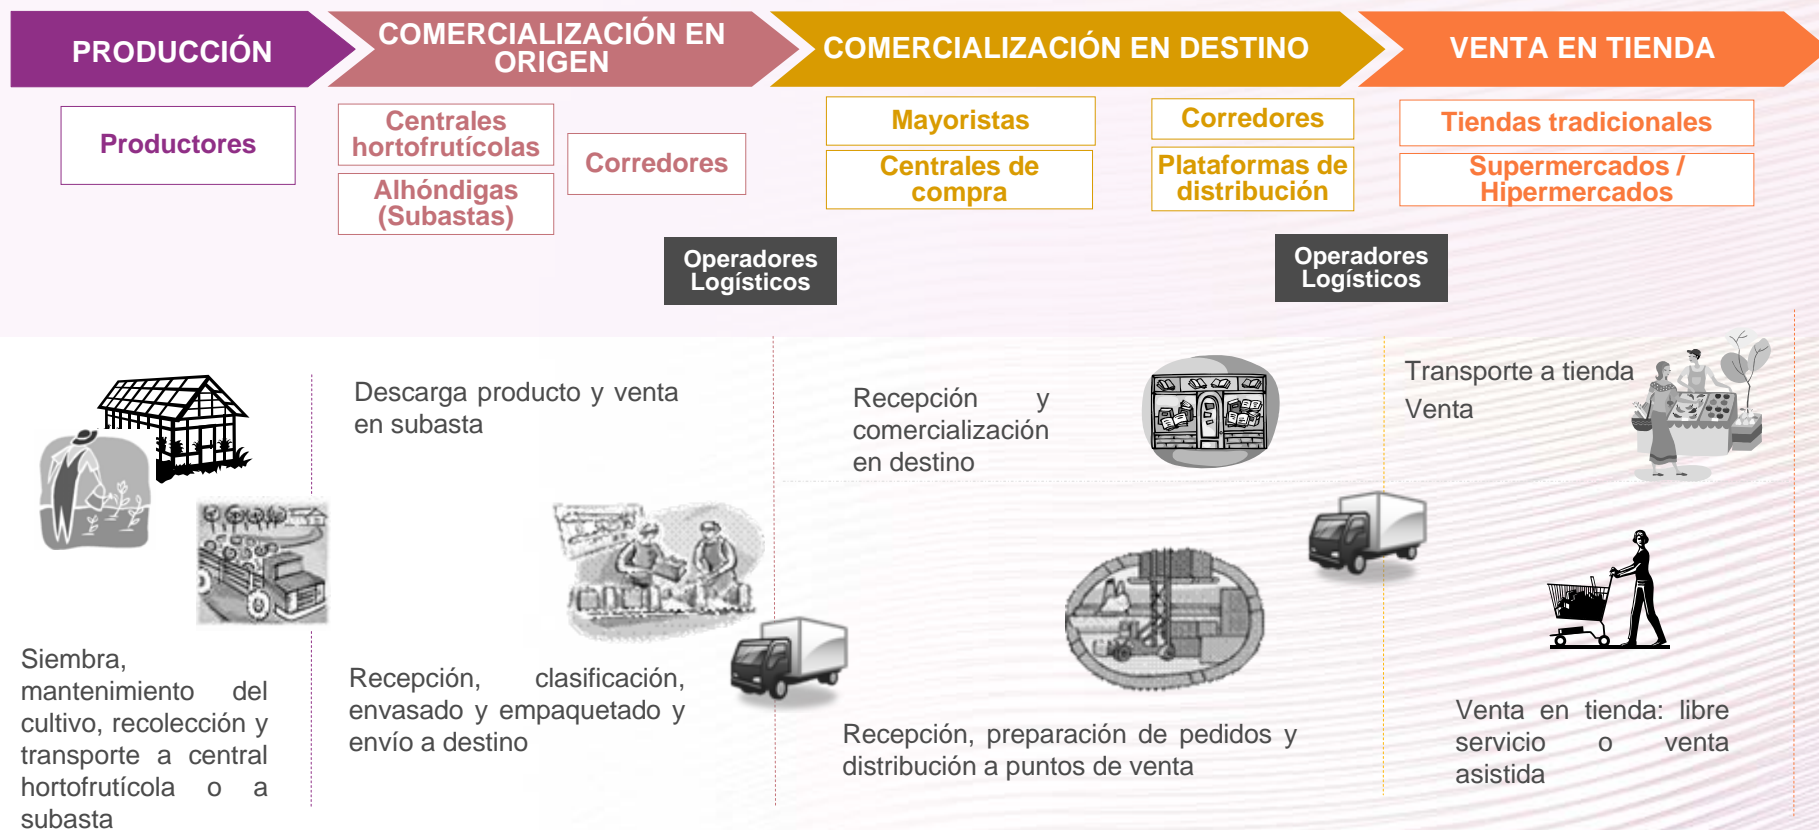 PRODUCCIÓN
COMERCIALIZACIÓN EN
ORIGEN
COMERCIALIZACIÓN EN DESTINO
VENTA EN TIENDA
Productores
Centrales
hortofrutícolas
Alhóndigas
(Subastas)
Corredores
Mayoristas
Centrales de
compra
Corredores
Plataformas de
distribución
Tiendas tradicionales
Supermercados /
Hipermercados
Operadores
Logísticos
Operadores
Logísticos
Siembra,
mantenimiento del
cultivo, recolección y
transporte a central
hortofrutícola o a
subasta
Descarga producto y venta
en subasta
Recepción, clasificación,
envasado y empaquetado y
envío a destino
Recepción y
comercialización
en destino
Recepción, preparación de pedidos y
distribución a puntos de venta
Transporte a tienda
Venta
Venta en tienda: libre
servicio o venta
asistida